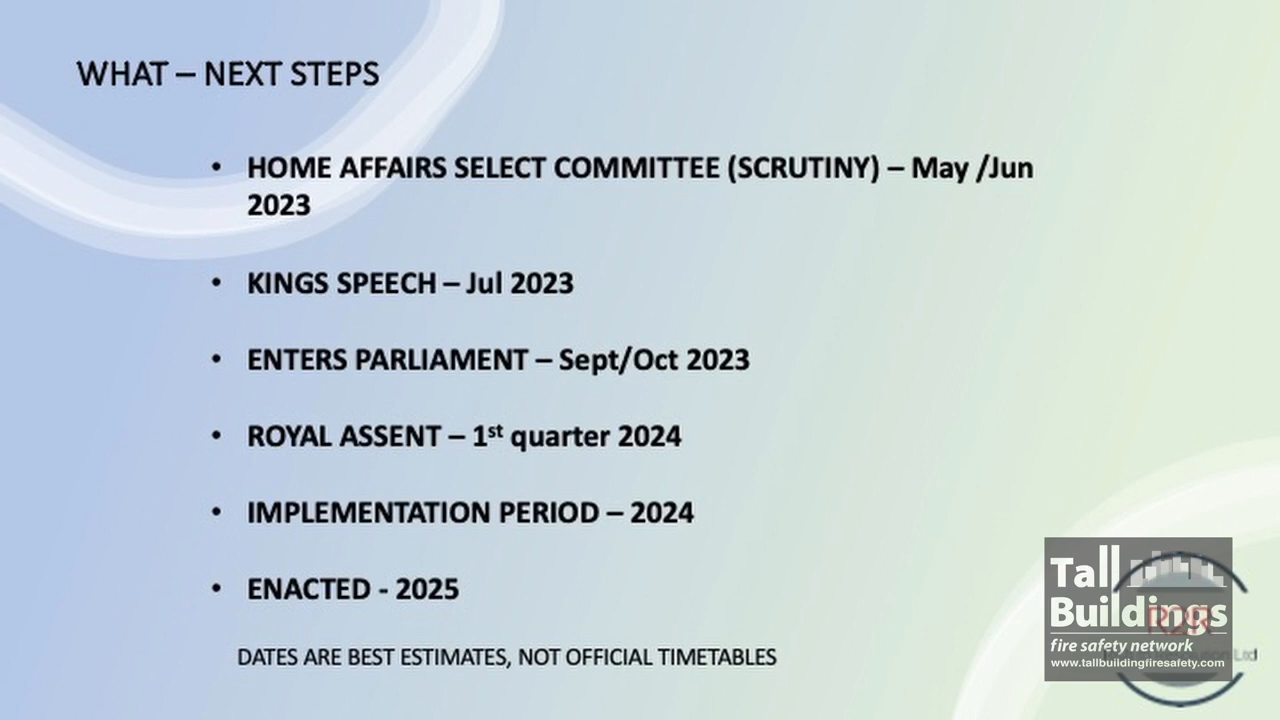 WHAT – NEXT STEPS
• HOME AFFAIRS SELECT COMMITTEE (SCRUTINY) – May /Jun
2023
• KINGS SPEECH – Jul 2023
• ENTERS PARLIAMENT – Sept/Oct 2023
• ROYAL ASSENT – 1st quarter 2024
• IMPLEMENTATION PERIOD – 2024
• ENACTED - 2025
DATES ARE BEST ESTIMATES, NOT OFFICIAL TIMETABLES
Tall
Buildings
fire safety network
www.tallbuildingfiresafety.com
Ltd